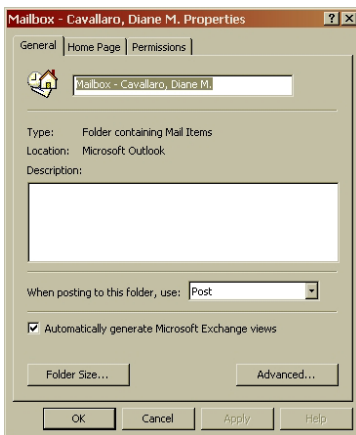 Mailbox - Cavallaro, Diane M. Properties
General Home Page Permissions
Mailbox - Cavallaro, Diane M.
Type: Folder containing Mail Items
Location: Microsoft Outlook
Description:
When posting to this folder, use: Post
Automatically generate Microsoft Exchange views
Folder Size... Advanced...
OK Cancel Apply Help